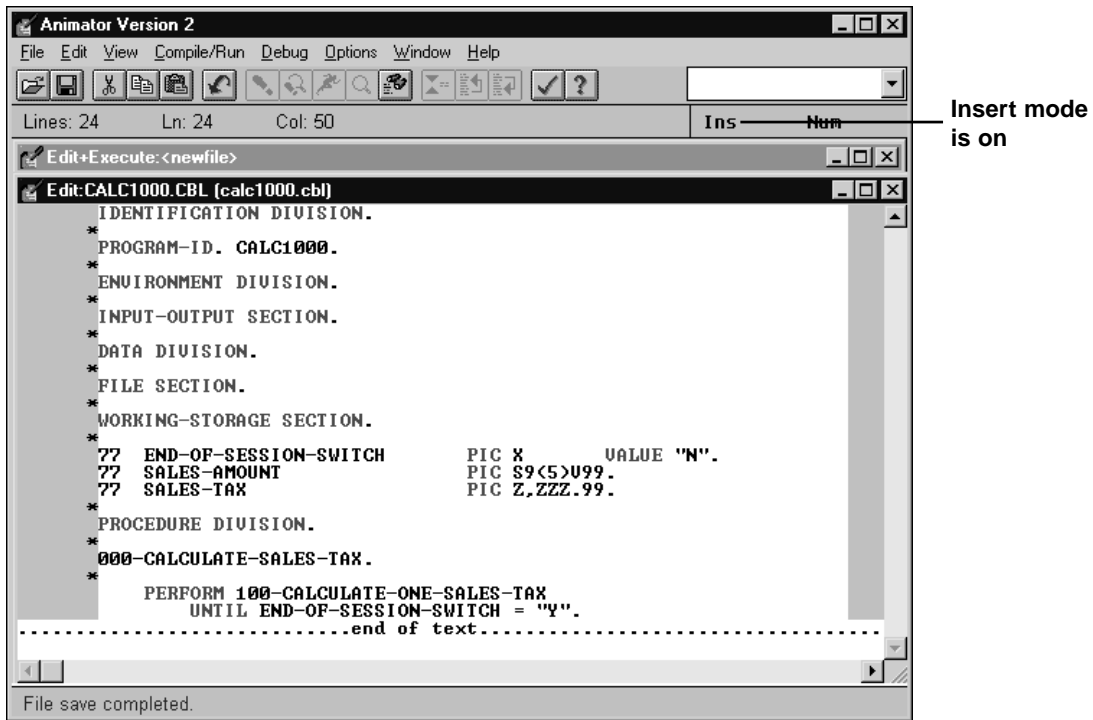 Animator Version 2
File Edit View Compile/Run Debug Options Window Help
Lines: 24 Ln: 24 Col: 50 Ins Num
Insert mode
is on
Edit+Execute:<newfile>
Edit:CALC1000.CBL (calc1000.cbl)
IDENTIFICATION DIVISION.
*
PROGRAM-ID. CALC1000.
*
ENVIRONMENT DIVISION.
*
INPUT-OUTPUT SECTION.
*
DATA DIVISION.
*
FILE SECTION.
*
WORKING-STORAGE SECTION.
*
77 END-OF-SESSION-SWITCH PIC X VALUE "N".
77 SALES-AMOUNT PIC S9(5)V99.
77 SALES-TAX PIC Z,ZZZ.99.
*
PROCEDURE DIVISION.
*
000-CALCULATE-SALES-TAX.
*
PERFORM 100-CALCULATE-ONE-SALES-TAX
UNTIL END-OF-SESSION-SWITCH = "Y".
..............................end of text...................................
File save completed.